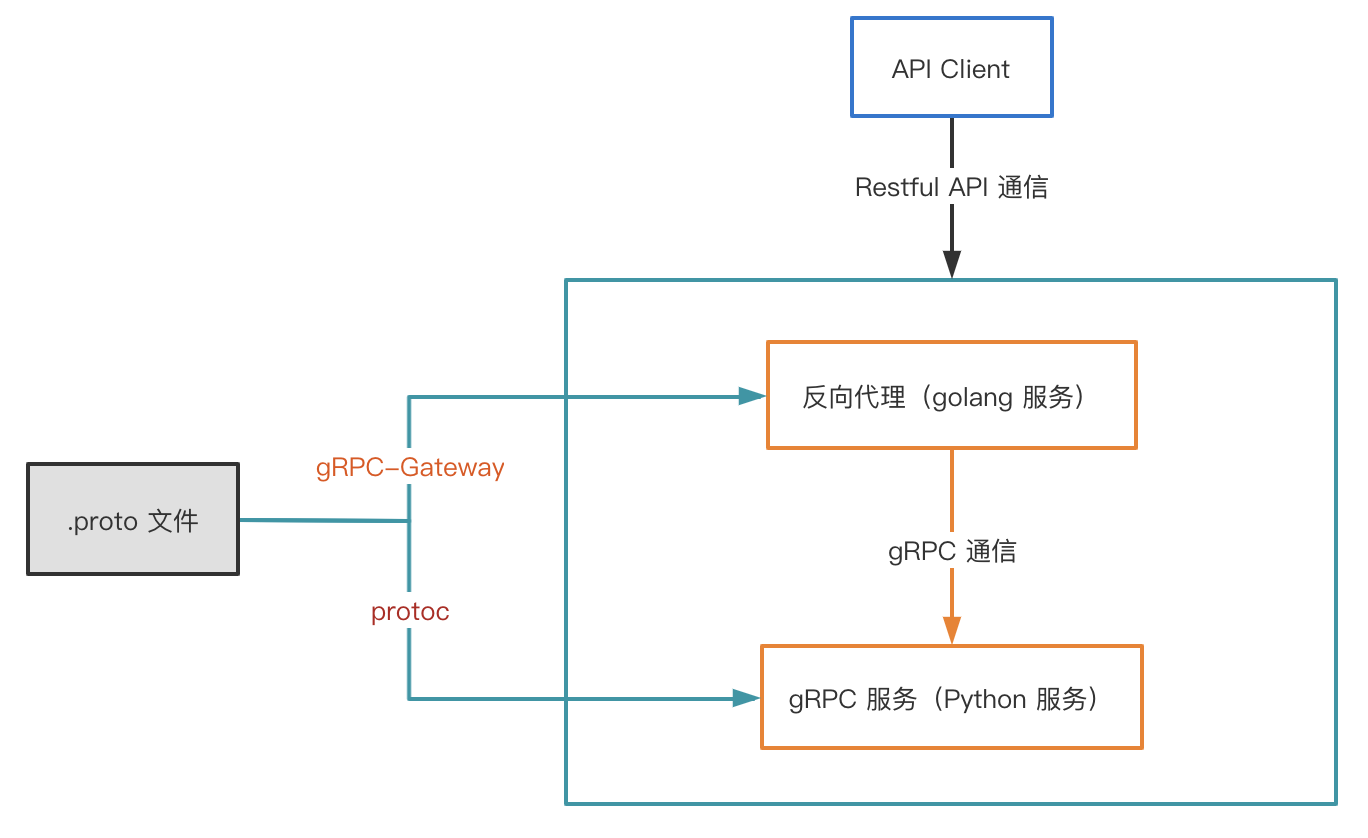 API Client
Restful API 通信
反向代理（golang 服务）
gRPC-Gateway
.proto 文件
gRPC 通信
protoc
gRPC 服务（Python 服务）